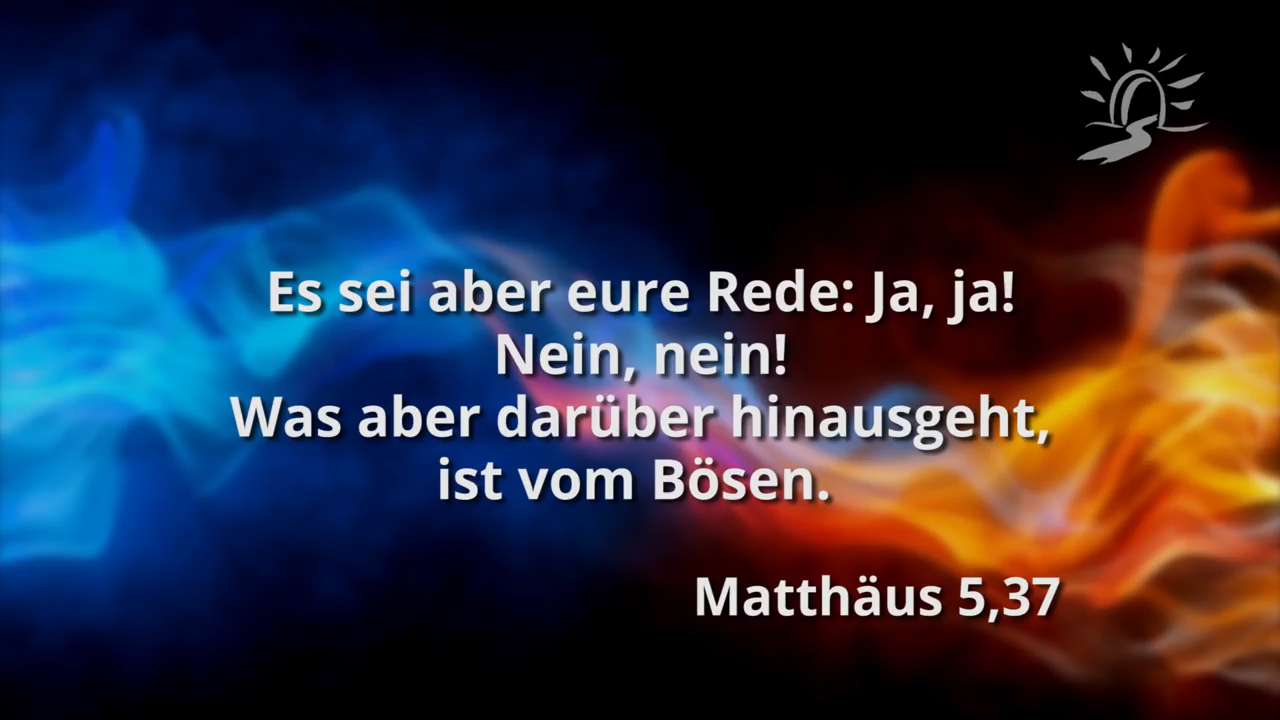 Es sei aber eure Rede: Ja, ja!
Nein, nein!
Was aber darüber hinausgeht,
ist vom Bösen.
Matthäus 5,37